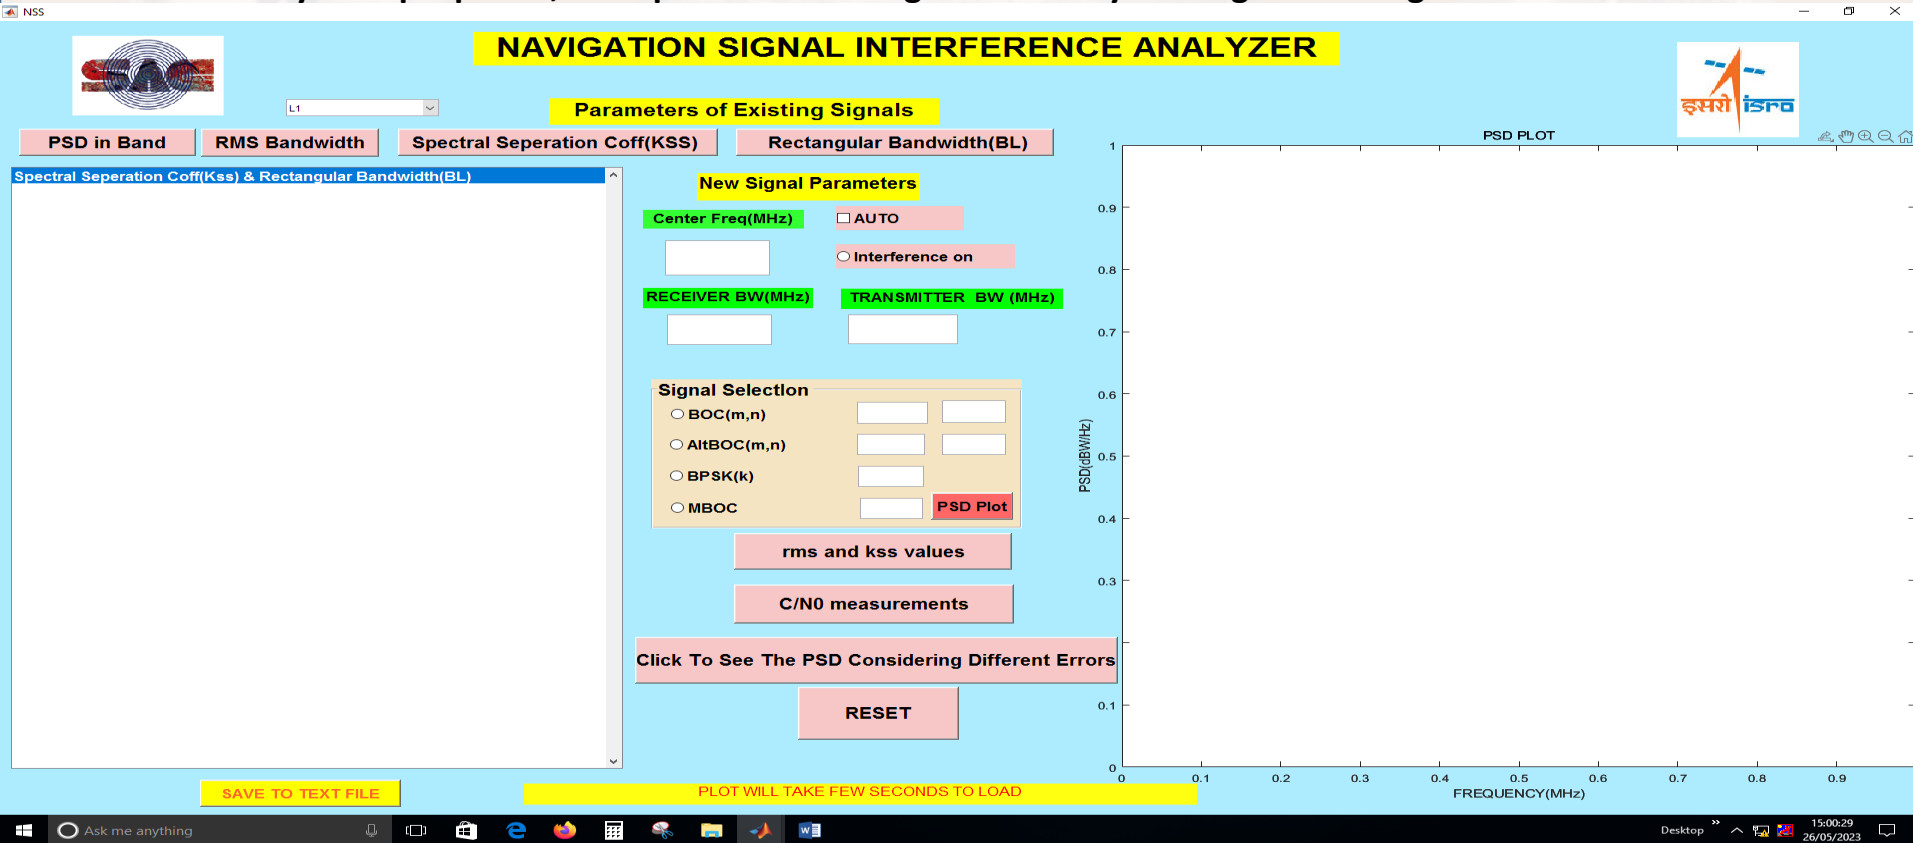 NSS
NAVIGATION SIGNAL INTERFERENCE ANALYZER
SAC
इसरो isro
L1
Parameters of Existing Signals
PSD in Band
RMS Bandwidth
Spectral Seperation Coff(KSS)
Rectangular Bandwidth(BL)
Spectral Seperation Coff(Kss) & Rectangular Bandwidth(BL)
New Signal Parameters
Center Freq(MHz)
AUTO
Interference on
RECEIVER BW(MHz)
TRANSMITTER BW (MHz)
Signal Selection
BOC(m,n)
AltBOC(m,n)
BPSK(k)
MBOC
PSD Plot
rms and kss values
C/N0 measurements
Click To See The PSD Considering Different Errors
RESET
SAVE TO TEXT FILE
PLOT WILL TAKE FEW SECONDS TO LOAD
PSD PLOT
1
0.9
0.8
0.7
0.6
0.5
0.4
0.3
0.1
0
PSD(dBW/Hz)
0 0.1 0.2 0.3 0.4 0.5 0.6 0.7 0.8 0.9
FREQUENCY(MHz)
Ask me anything
Desktop
15:00:29
26/05/2023